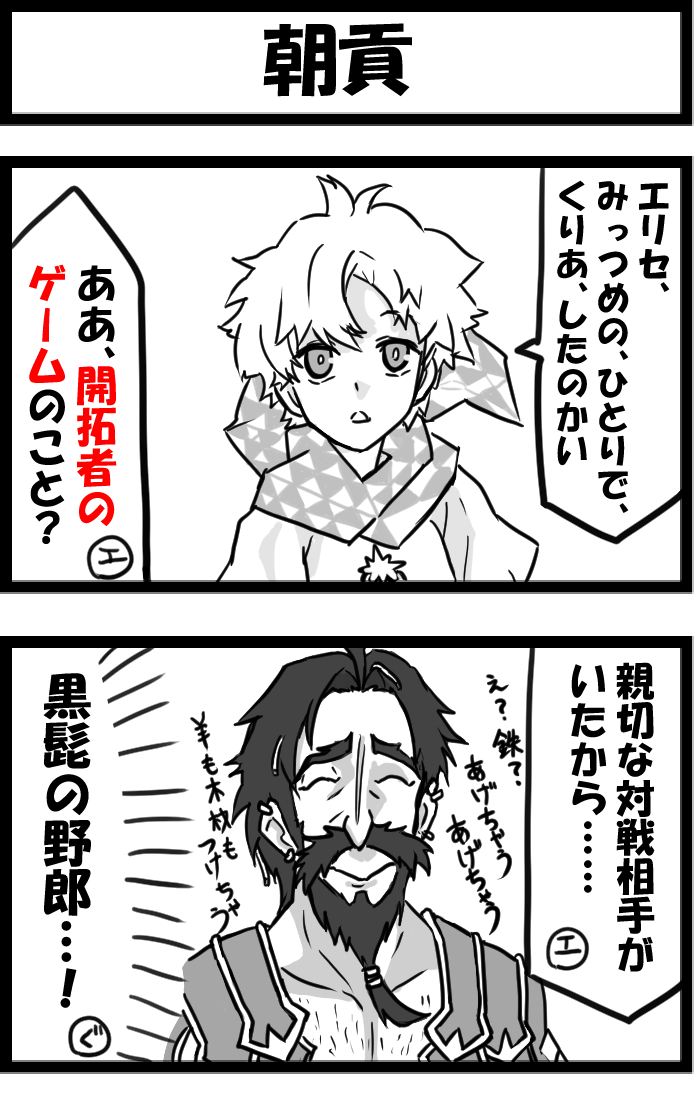 朝貢
エリセ、
みっつめの、ひとりで、
くりあ、したのかい
ああ、開拓者の
ゲームのこと?
エ
親切な対戦相手が
いたから……
エ
え?鉄?
あげちゃう
あげちゃう
羊も木材も
つけちゃう
黒髭の野郎…!
ぐ